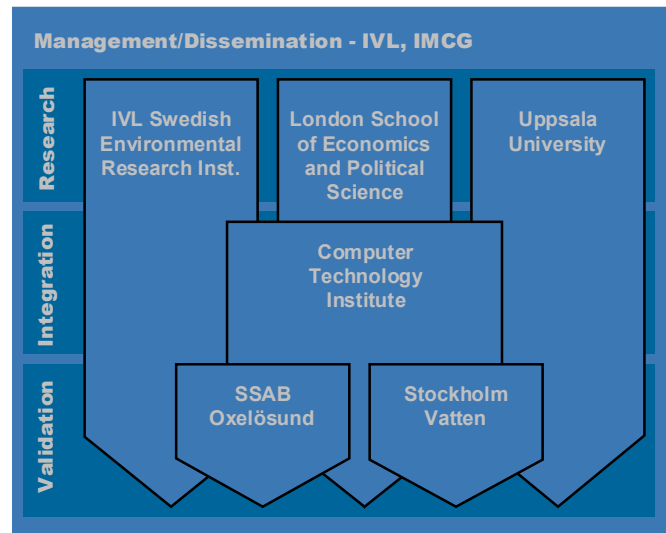 Management/Dissemination - IVL, IMCG
Research
IVL Swedish
Environmental
Research Inst.
London School
of Economics
and Political
Science
Uppsala
University
Integration
Computer
Technology
Institute
Validation
SSAB
Oxelösund
Stockholm
Vatten